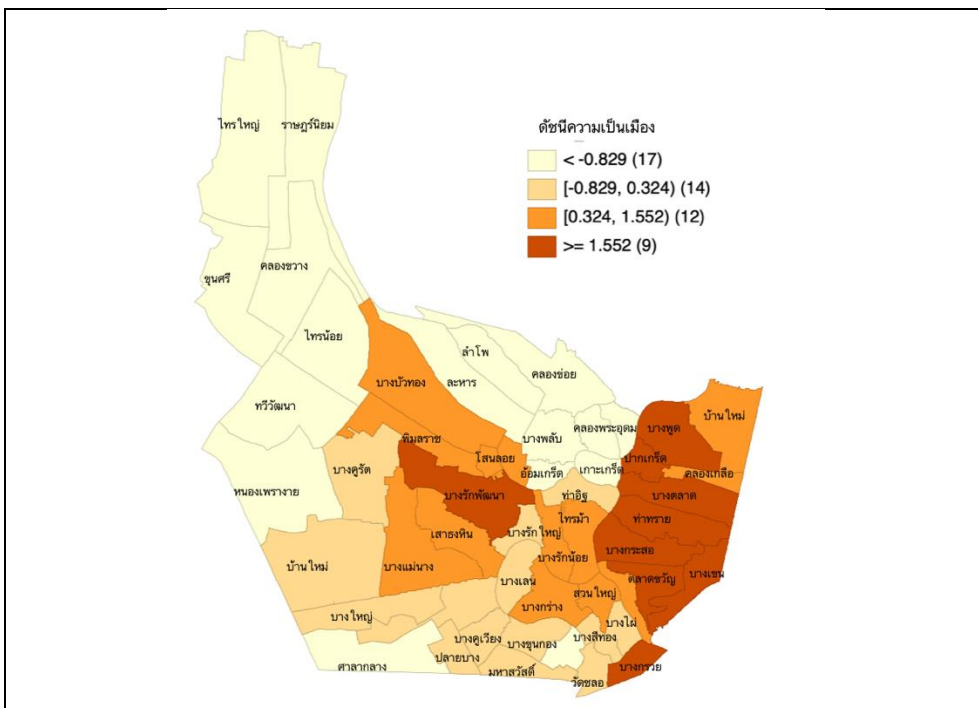 ไทรใหญ่
ราษฎร์นิยม
ดัชนีความเป็นเมือง
< -0.829 (17)
[-0.829, 0.324) (14)
[0.324, 1.552) (12)
>= 1.552 (9)
ขุนศรี
คลองขวาง
ไทรน้อย
ลำโพ
คลองข่อย
บางบัวทอง
ละหาร
ทวีวัฒนา
บ้านใหม่
คลองพระอุดม
บางพูด
บางพลับ
พิมลราช
โสนลอย
ปากเกร็ด
บางคูรัด
อ้อมเกร็ด
เกาะเกร็ด
คลองเกลือ
หนองเพรางาย
บางรักพัฒนา
ท่าอิฐ
บางตลาด
ไทรม้า
ท่าทราย
เสาธงหิน
บางรักใหญ่
บางรักน้อย
บางกระสอ
บ้านใหม่
บางแม่นาง
บางเลน
ตลาดขวัญ
บางเขน
สวนใหญ่
บางกร่าง
บางใหญ่
บางไผ่
บางคูเวียง
บางขุนกอง
บางสีทอง
ศาลากลาง
ปลายบาง
มหาสวัสดิ์
บางกรวย
วัดชลอ